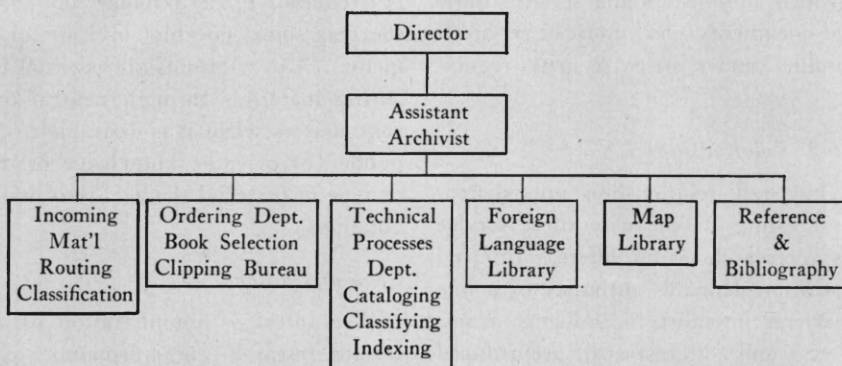 Director
Assistant
Archivist
Incoming
Mat'l
Routing
Classification
Ordering Dept.
Book Selection
Clipping Bureau
Technical
Processes
Dept.
Cataloging
Classifying
Indexing
Foreign
Language
Library
Map
Library
Reference
&
Bibliography